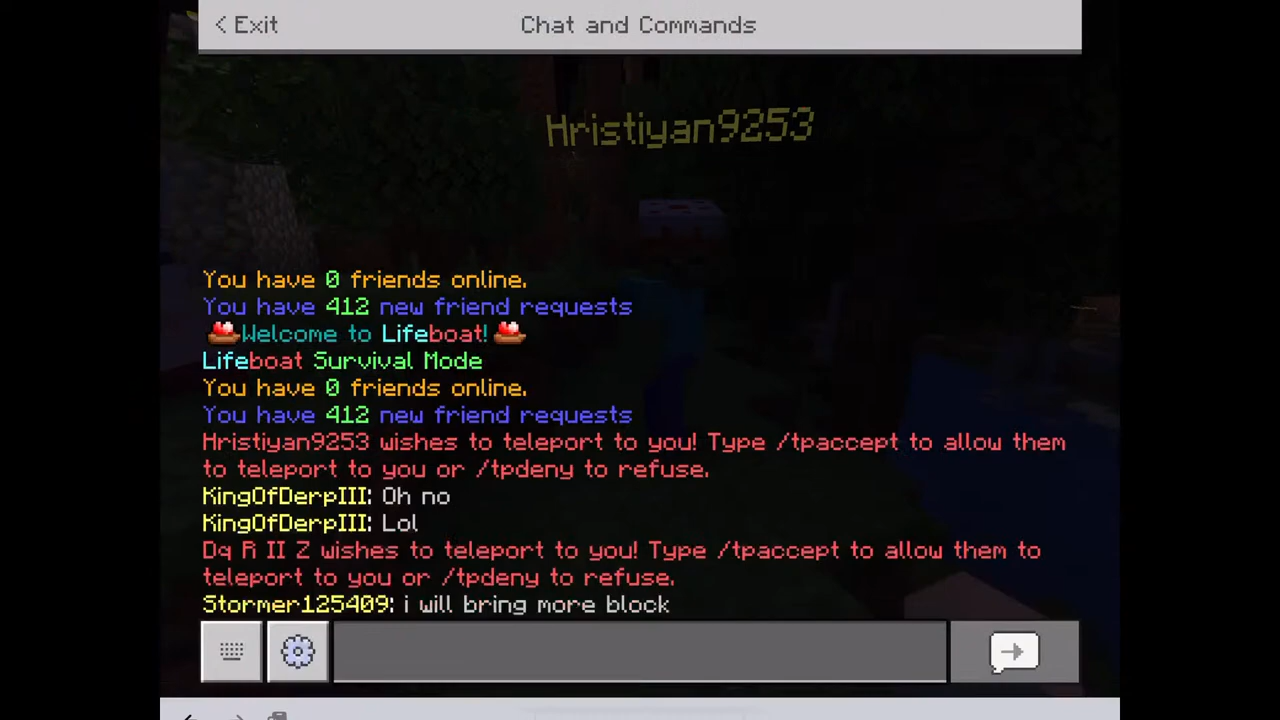 < Exit
Chat and Commands
Hristiyan9253
You have 0 friends online.
You have 412 new friend requests
Welcome to Lifeboat!
Lifeboat Survival Mode
You have 0 friends online.
You have 412 new friend requests
Hristiyan9253 wishes to teleport to you! Type /tpaccept to allow them
to teleport to you or /tpdeny to refuse.
KingOfDerpIII: Oh no
KingOfDerpIII: Lol
Dq R II Z wishes to teleport to you! Type /tpaccept to allow them to
teleport to you or /tpdeny to refuse.
Stormer125409: i will bring more block